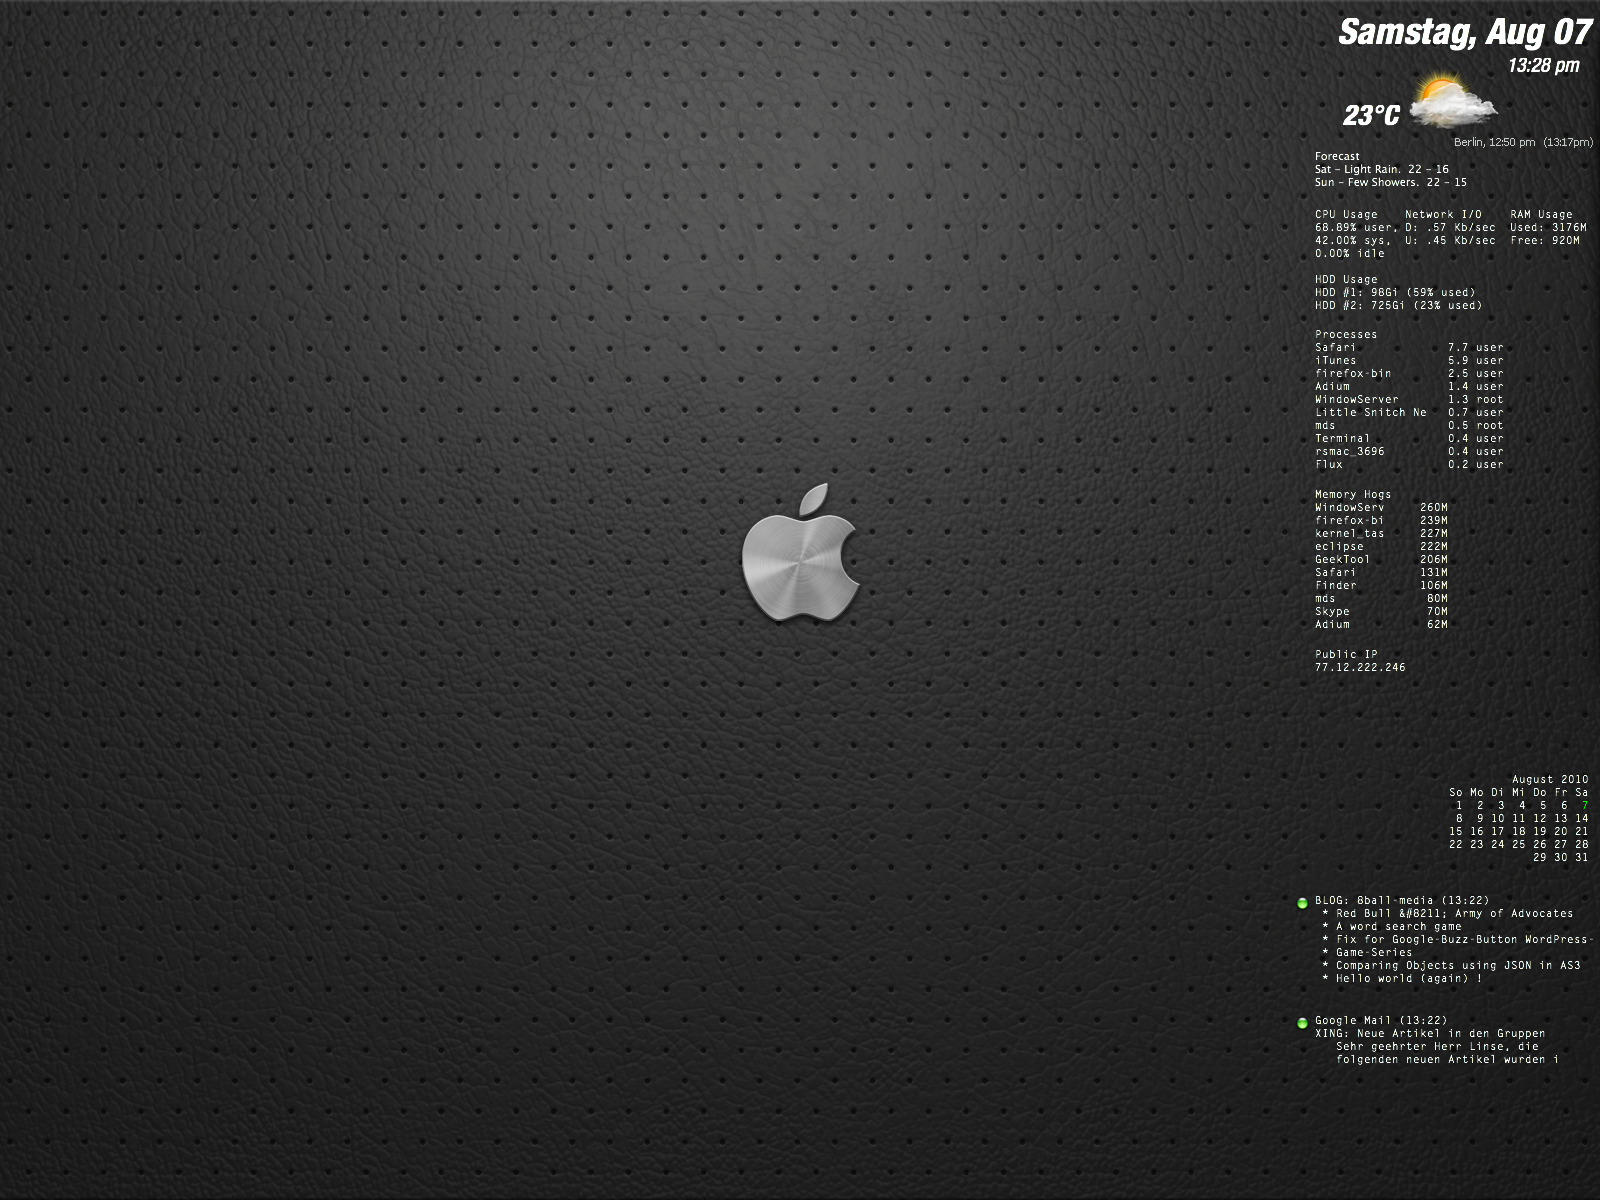 Samstag, Aug 07
13:28 pm
23°C
Berlin, 12:50 pm (13:17pm)
Forecast
Sat – Light Rain. 22 – 16
Sun – Few Showers. 22 – 15
CPU Usage Network I/O RAM Usage
68.89% user, D: .57 Kb/sec Used: 3176M
42.00% sys, U: .45 Kb/sec Free: 920M
0.00% idle
HDD Usage
HDD #1: 98Gi (59% used)
HDD #2: 725Gi (23% used)
Processes
Safari 7.7 user
iTunes 5.9 user
firefox-bin 2.5 user
Adium 1.4 user
WindowServer 1.3 root
Little Snitch Ne 0.7 user
mds 0.5 root
Terminal 0.4 user
rsmac_3696 0.4 user
Flux 0.2 user
Memory Hogs
WindowServ 260M
firefox-bi 239M
kernel_tas 227M
eclipse 222M
GeekTool 206M
Safari 131M
Finder 106M
mds 80M
Skype 70M
Adium 62M
Public IP
77.12.222.246
August 2010
So Mo Di Mi Do Fr Sa
1 2 3 4 5 6 7
8 9 10 11 12 13 14
15 16 17 18 19 20 21
22 23 24 25 26 27 28
29 30 31
BLOG: 8ball-media (13:22)
* Red Bull &#8211; Army of Advocates
* A word search game
* Fix for Google-Buzz-Button WordPress-
* Game-Series
* Comparing Objects using JSON in AS3
* Hello world (again) !
Google Mail (13:22)
XING: Neue Artikel in den Gruppen
Sehr geehrter Herr Linse, die
folgenden neuen Artikel wurden i